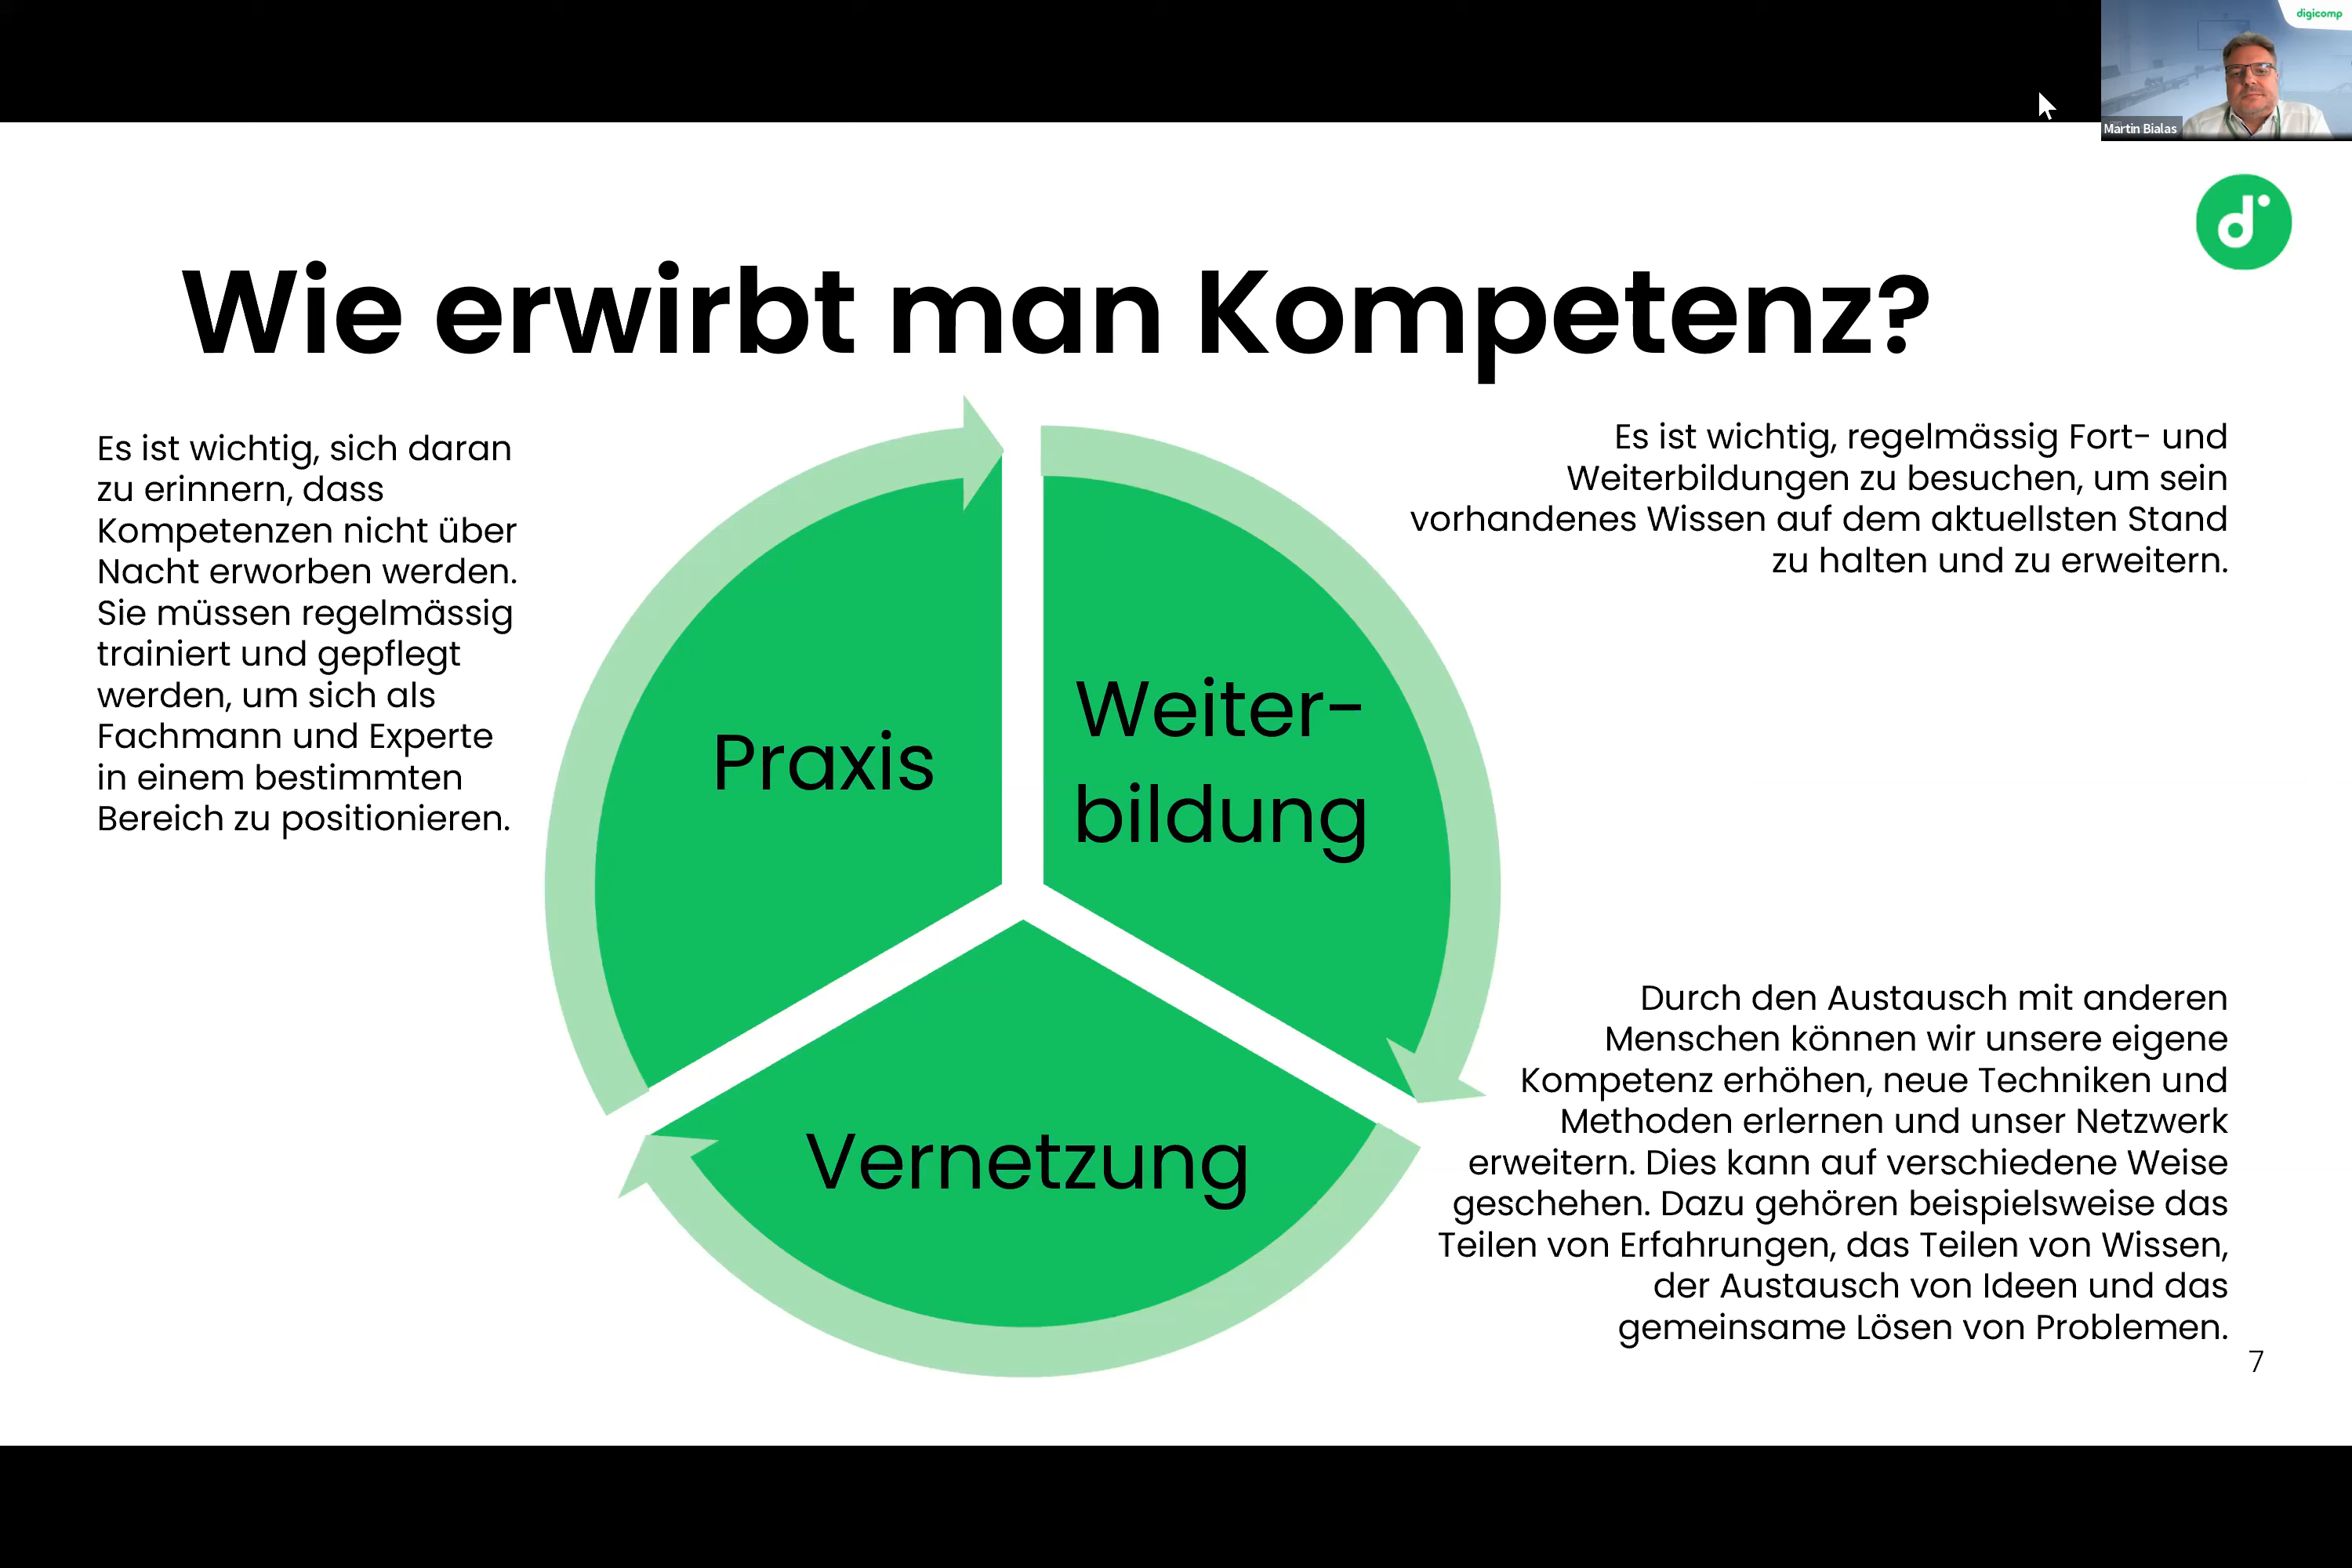 digicomp
Martin Bialas
d
Wie erwirbt man Kompetenz?
Es ist wichtig, sich daran
zu erinnern, dass
Kompetenzen nicht über
Nacht erworben werden.
Sie müssen regelmässig
trainiert und gepflegt
werden, um sich als
Fachmann und Experte
in einem bestimmten
Bereich zu positionieren.
Praxis
Weiter-
bildung
Vernetzung
Es ist wichtig, regelmässig Fort- und
Weiterbildungen zu besuchen, um sein
vorhandenes Wissen auf dem aktuellsten Stand
zu halten und zu erweitern.
Durch den Austausch mit anderen
Menschen können wir unsere eigene
Kompetenz erhöhen, neue Techniken und
Methoden erlernen und unser Netzwerk
erweitern. Dies kann auf verschiedene Weise
geschehen. Dazu gehören beispielsweise das
Teilen von Erfahrungen, das Teilen von Wissen,
der Austausch von Ideen und das
gemeinsame Lösen von Problemen.
7